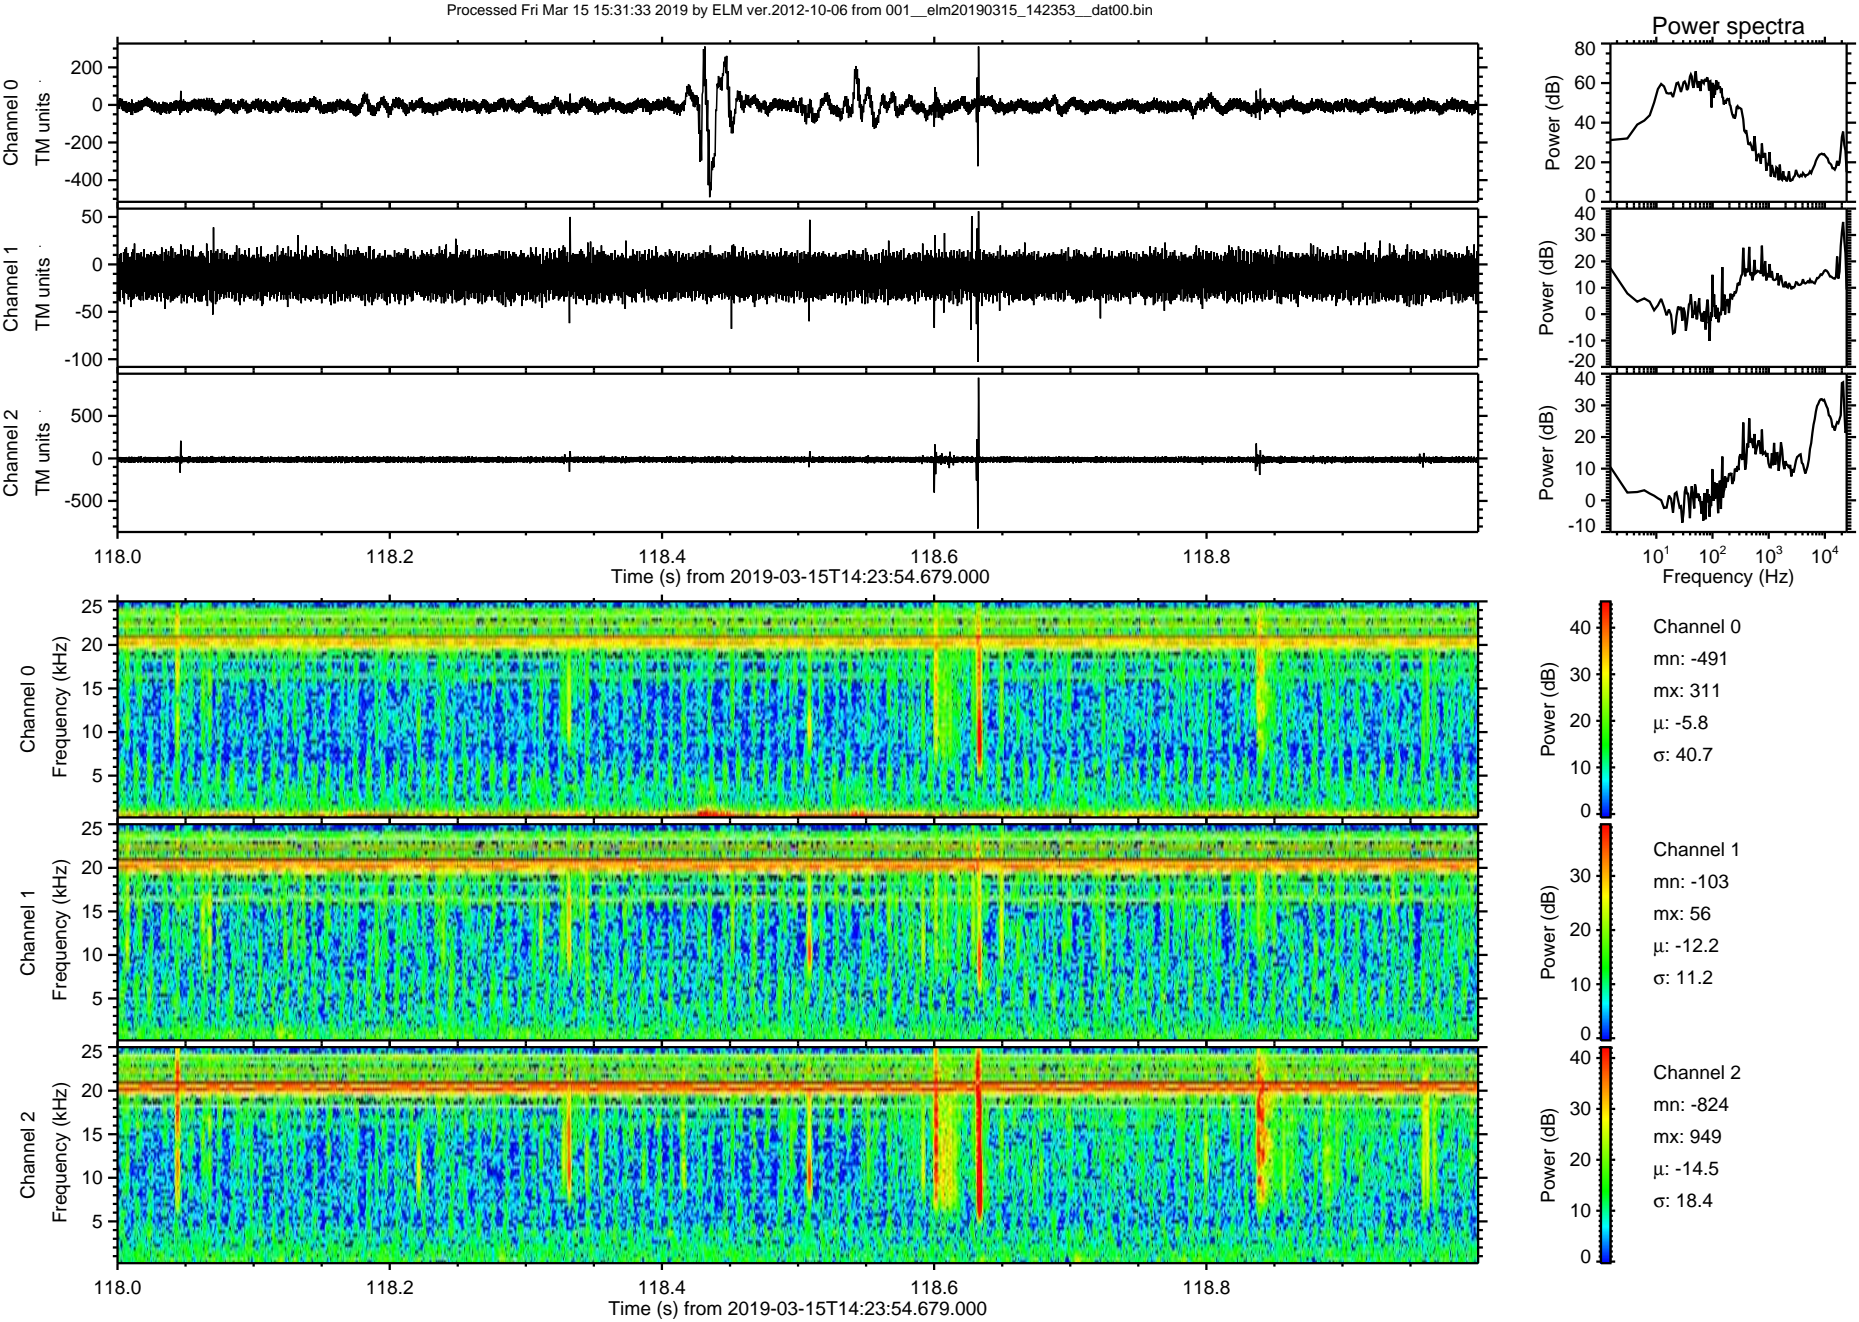 Processed Fri Mar 15 15:31:33 2019 by ELM ver.2012-10-06 from 001__elm20190315_142353__dat00.bin
Power spectra
Channel 0
TM units
200
0
-200
-400
Power (dB)
80
60
40
20
0
Channel 1
TM units
50
0
-50
-100
Power (dB)
40
30
20
10
0
-10
-20
Channel 2
TM units
500
0
-500
Power (dB)
40
30
20
10
0
-10
118.0 118.2 118.4 118.6 118.8
Time (s) from 2019-03-15T14:23:54.679.000
10¹ 10² 10³ 10⁴
Frequency (Hz)
Channel 0
Frequency (kHz)
25
20
15
10
5
Power (dB)
40
30
20
10
0
Channel 0
mn: -491
mx: 311
μ: -5.8
σ: 40.7
Channel 1
Frequency (kHz)
25
20
15
10
5
Power (dB)
30
20
10
0
Channel 1
mn: -103
mx: 56
μ: -12.2
σ: 11.2
Channel 2
Frequency (kHz)
25
20
15
10
5
Power (dB)
40
30
20
10
0
Channel 2
mn: -824
mx: 949
μ: -14.5
σ: 18.4
118.0 118.2 118.4 118.6 118.8
Time (s) from 2019-03-15T14:23:54.679.000